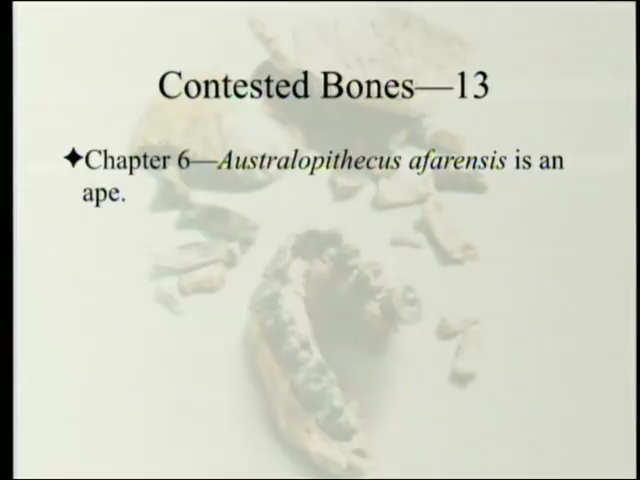 Contested Bones—13
✦Chapter 6—Australopithecus afarensis is an
ape.